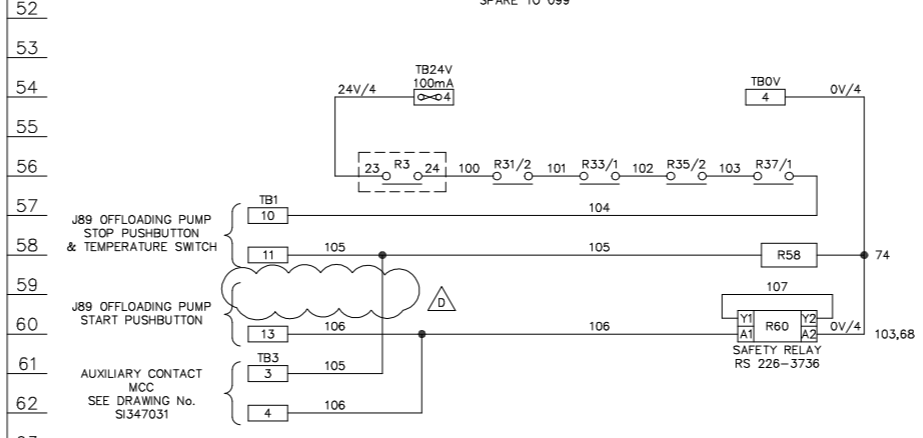 SPARE TO 099
52
53
TB24V
100mA
54
24V/4
4
TBOV
4
0V/4
55
56
23 R3 24
100
R31/2
101
R33/1
102
R35/2
103
R37/1
57
TB1
10
104
J89 OFFLOADING PUMP
STOP PUSHBUTTON
& TEMPERATURE SWITCH
58
11
105
105
R58
74
59
D
107
J89 OFFLOADING PUMP
START PUSHBUTTON
60
13
106
106
Y1
Y2
R60
A1
A2
0V/4
103,68
SAFETY RELAY
RS 226-3736
61
TB3
3
105
AUXILIARY CONTACT
MCC
SEE DRAWING No.
SI347031
62
4
106